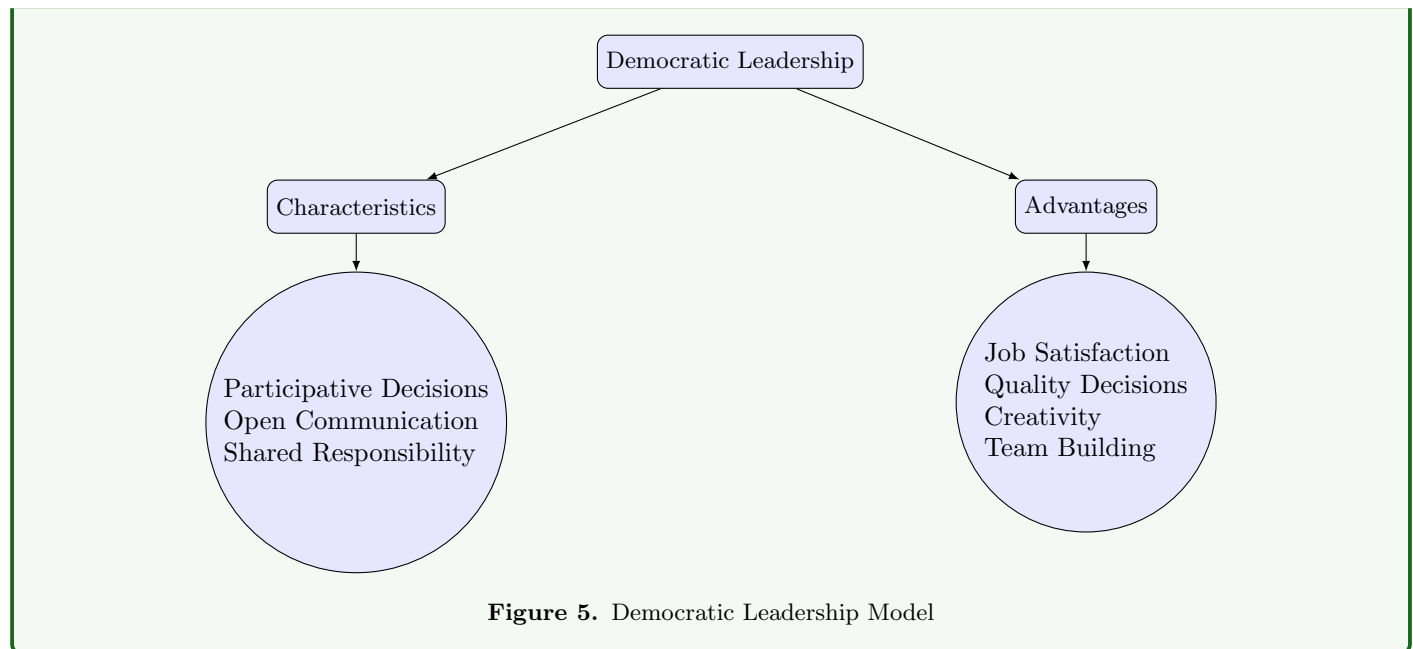 Democratic Leadership
Characteristics
Advantages
Participative Decisions
Open Communication
Shared Responsibility
Job Satisfaction
Quality Decisions
Creativity
Team Building
Figure 5. Democratic Leadership Model